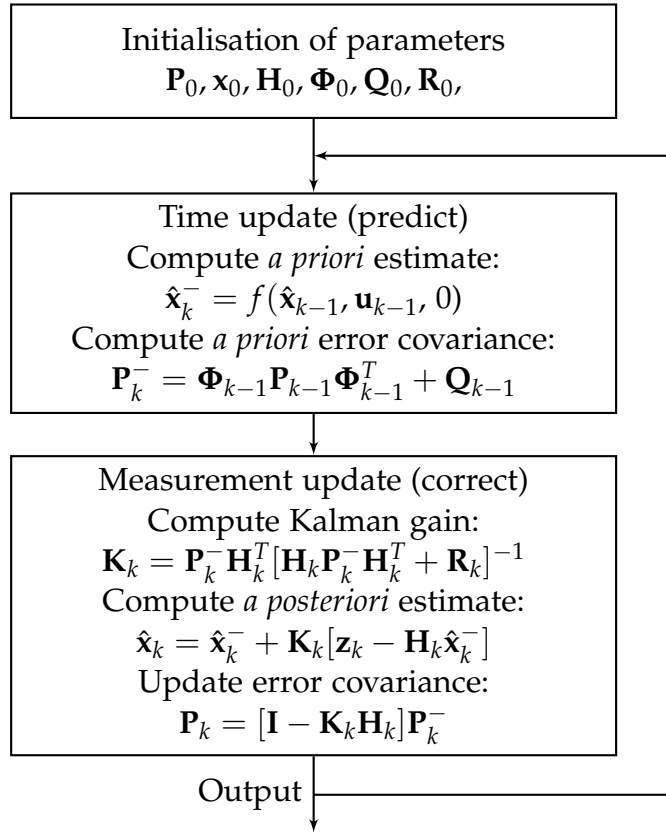 Initialisation of parameters
𝐏₀, 𝐱₀, 𝐇₀, 𝚽₀, 𝐐₀, 𝐑₀,
Time update (predict)
Compute a priori estimate:
x̂ₖ⁻ = f(x̂ₖ₋₁, uₖ₋₁, 0)
Compute a priori error covariance:
Pₖ⁻ = Φₖ₋₁Pₖ₋₁Φᵀₖ₋₁ + Qₖ₋₁
Measurement update (correct)
Compute Kalman gain:
Kₖ = Pₖ⁻Hₖᵀ[HₖPₖ⁻Hₖᵀ + Rₖ]⁻¹
Compute a posteriori estimate:
x̂ₖ = x̂ₖ⁻ + Kₖ[zₖ − Hₖx̂ₖ⁻]
Update error covariance:
Pₖ = [I − KₖHₖ]Pₖ⁻
Output